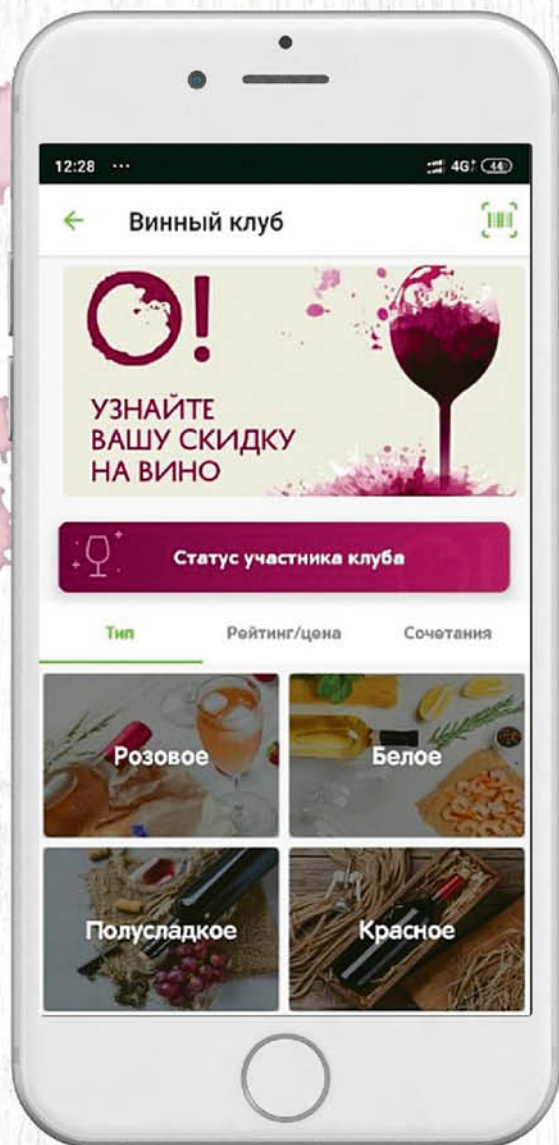 12:28 ...
4G 44
Винный клуб
О!
УЗНАЙТЕ
ВАШУ СКИДКУ
НА ВИНО
Статус участника клуба
Тип Рейтинг/цена Сочетания
Розовое Белое
Полусладкое Красное